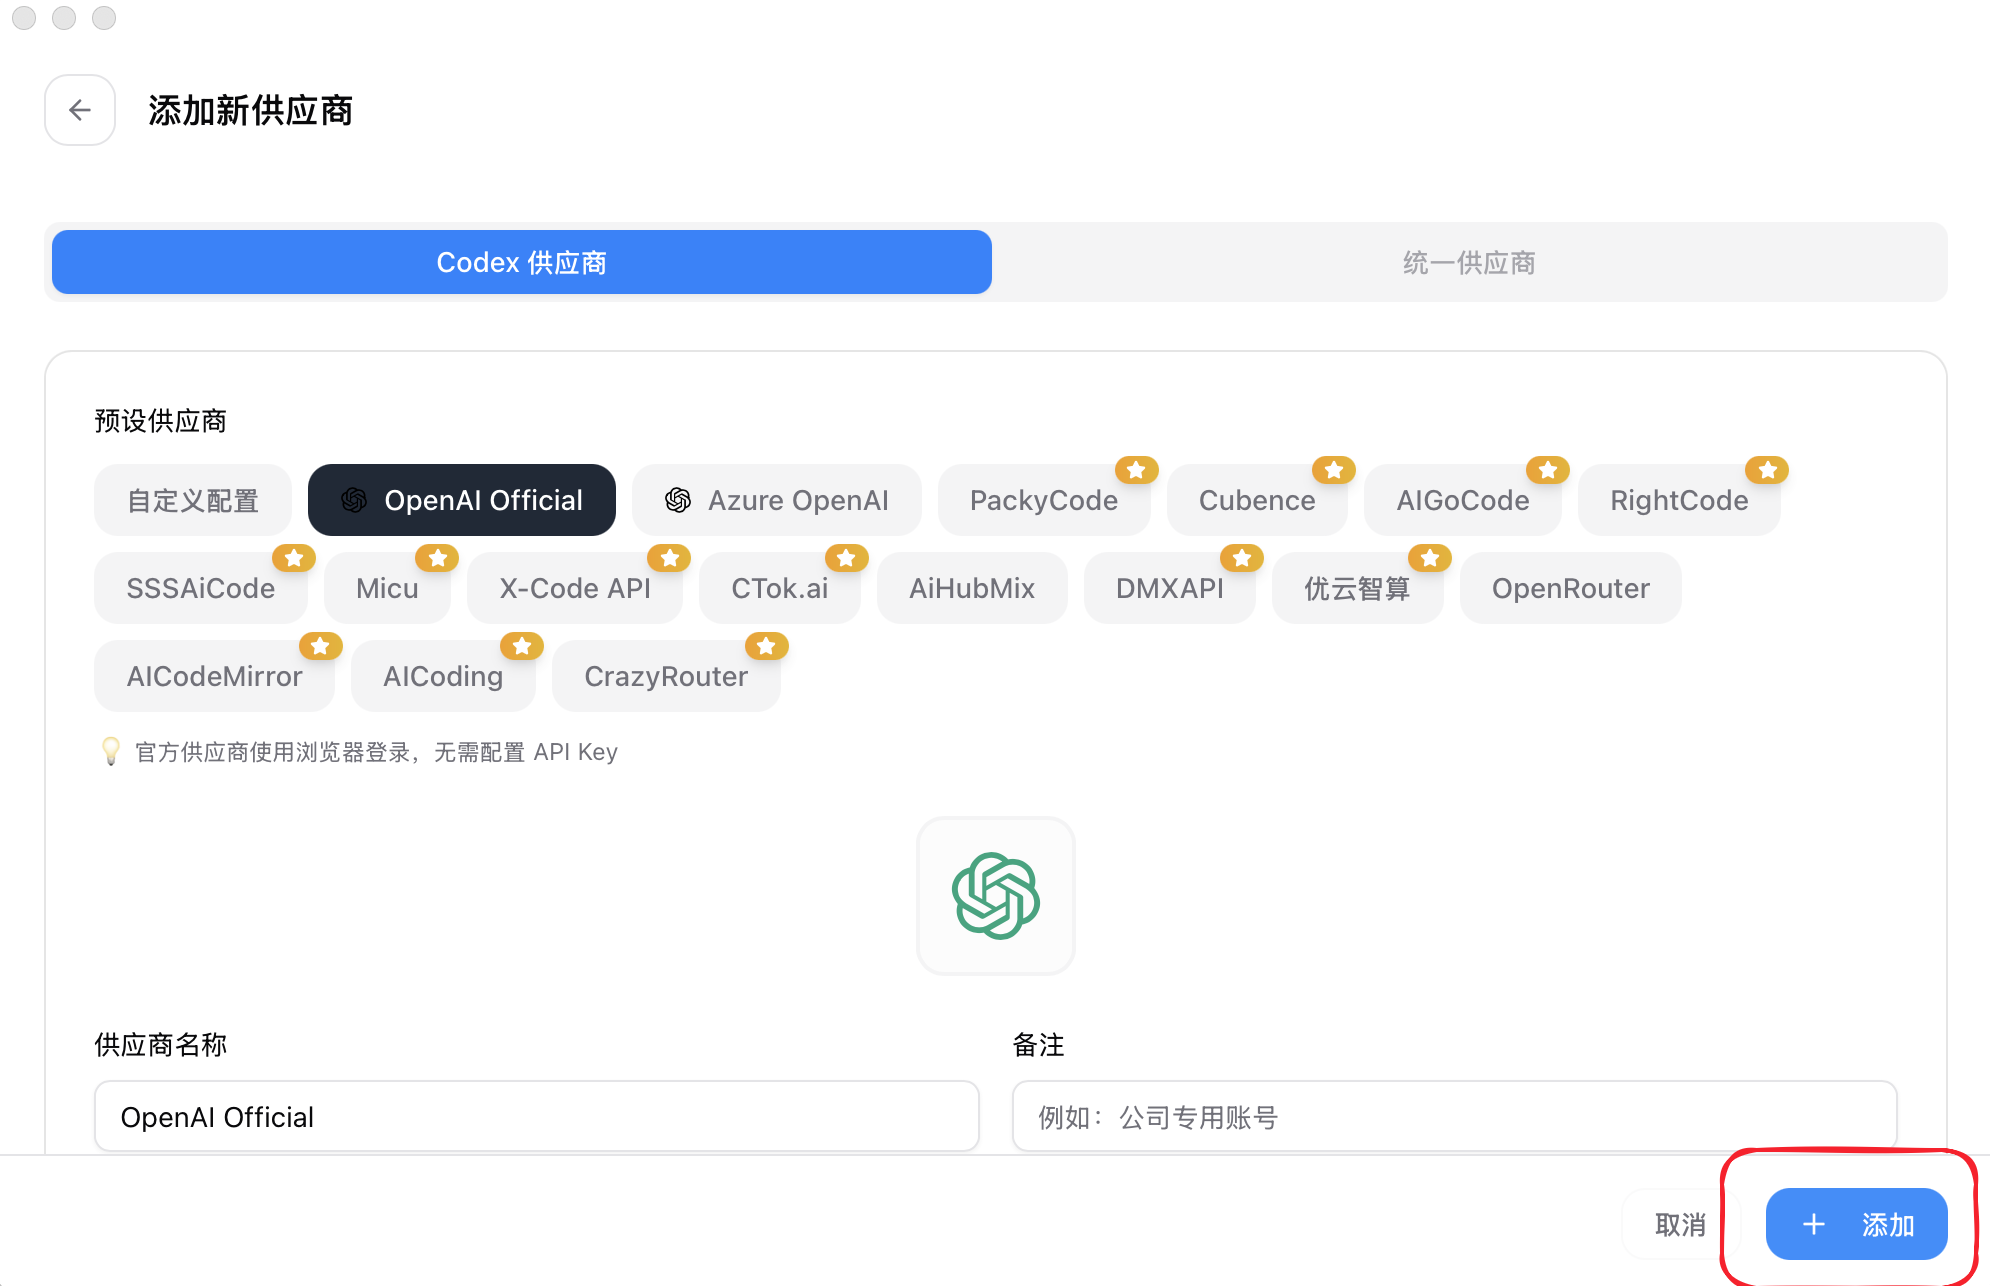 添加新供应商
Codex 供应商
统一供应商
预设供应商
自定义配置 OpenAI Official Azure OpenAI PackyCode Cubence AIGoCode RightCode
SSSAiCode Micu X-Code API CTok.ai AiHubMix DMXAPI 优云智算 OpenRouter
AICodeMirror AICoding CrazyRouter
官方供应商使用浏览器登录，无需配置 API Key
供应商名称
OpenAI Official
备注
例如：公司专用账号
取消
添加